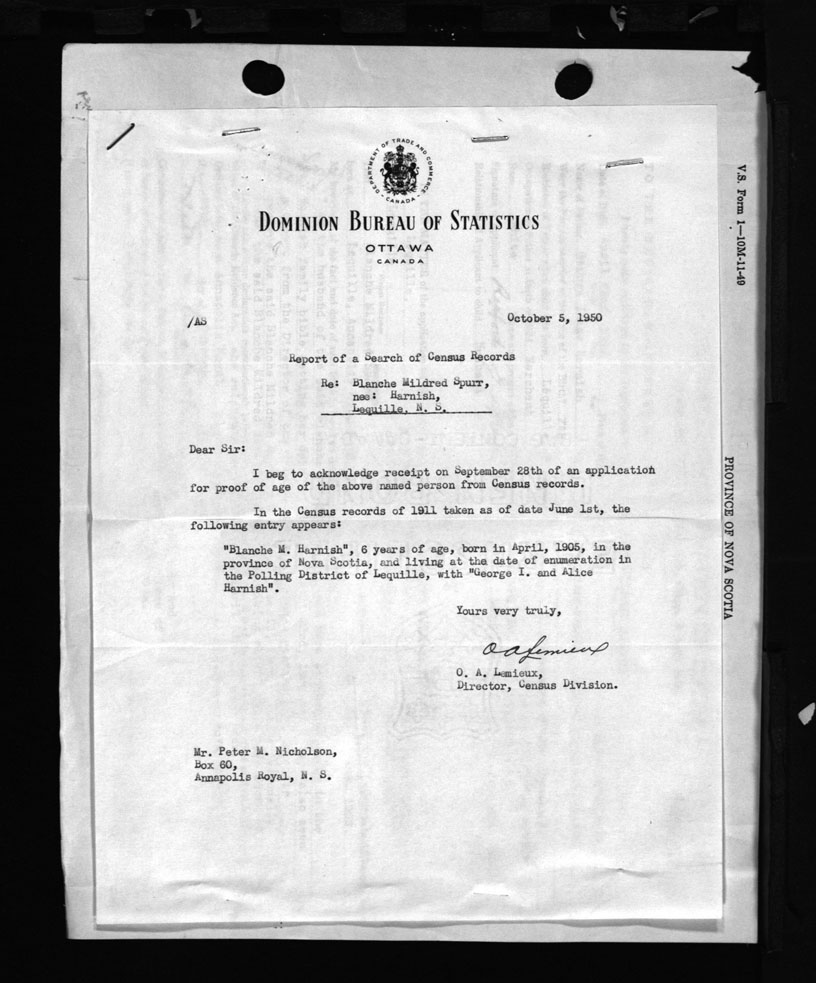 DEPARTMENT OF TRADE AND COMMERCE
CANADA
DOMINION BUREAU OF STATISTICS
OTTAWA
CANADA
/AS
October 5, 1950
Report of a Search of Census Records
Re: Blanche Mildred Spurr,
nee: Harnish,
Lequille, N. S.
Dear Sir:
I beg to acknowledge receipt on September 28th of an application
for proof of age of the above named person from Census records.
In the Census records of 1911 taken as of date June 1st, the
following entry appears:
"Blanche M. Harnish", 6 years of age, born in April, 1905, in the
province of Nova Scotia, and living at the date of enumeration in
the Polling District of Lequille, with "George I. and Alice
Harnish".
Yours very truly,
O A Lemieux
O. A. Lemieux,
Director, Census Division.
Mr. Peter M. Nicholson,
Box 60,
Annapolis Royal, N. S.
V.S. Form 1—10M-11-49
PROVINCE OF NOVA SCOTIA